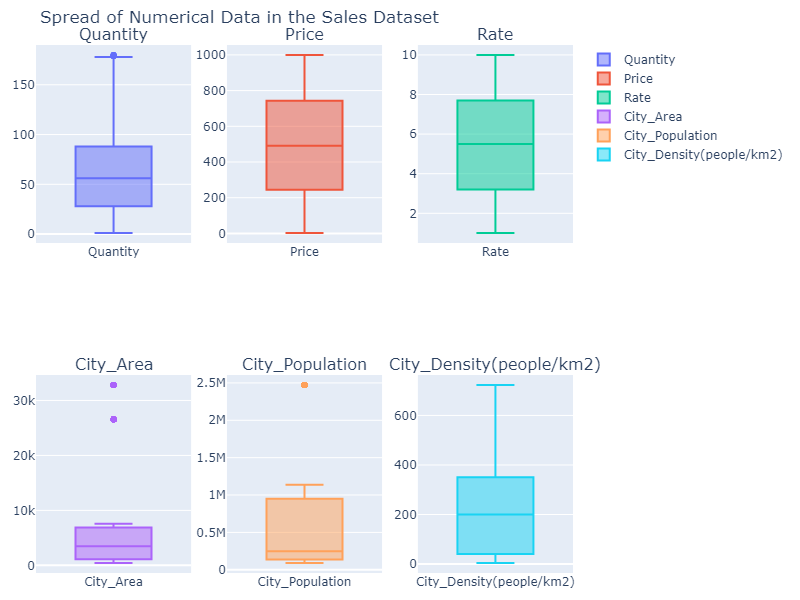 Spread of Numerical Data in the Sales Dataset
Quantity
Price
Rate
150
100
50
0
Quantity
1000
800
600
400
200
0
Price
10
8
6
4
2
Rate
Quantity
Price
Rate
City_Area
City_Population
City_Density(people/km2)
City_Area
City_Population
City_Density(people/km2)
30k
20k
10k
0
City_Area
2.5M
2M
1.5M
1M
0.5M
0
City_Population
600
400
200
0
City_Density(people/km2)